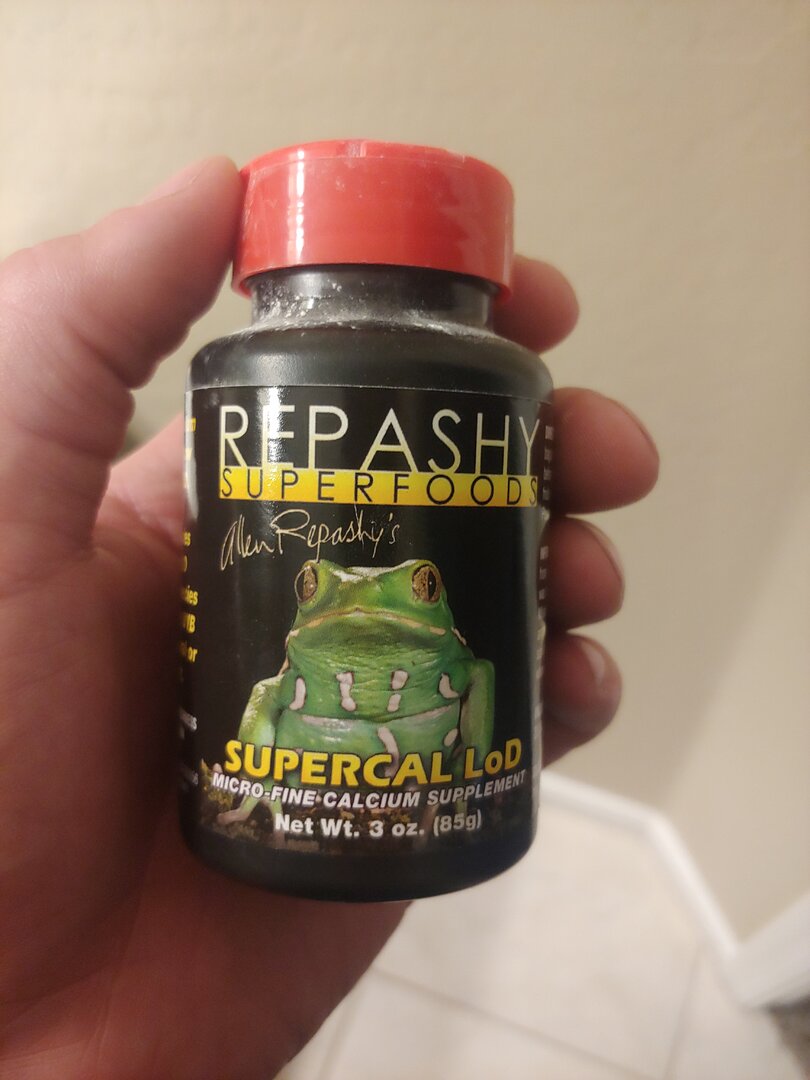 REPASHY
SUPERFOODS
Allen Repashy's
SUPERCAL LoD
MICRO-FINE CALCIUM SUPPLEMENT
Net Wt. 3 oz. (85g)